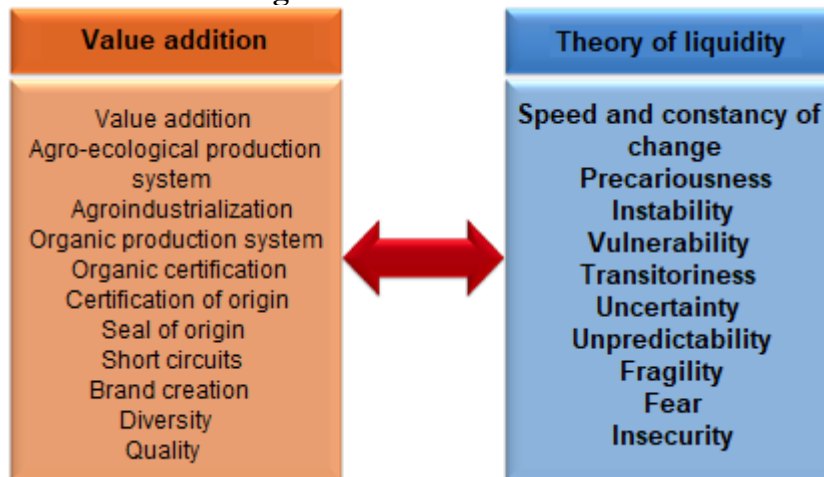 Value addition
Value addition
Agro-ecological production
system
Agroindustrialization
Organic production system
Organic certification
Certification of origin
Seal of origin
Short circuits
Brand creation
Diversity
Quality
Theory of liquidity
Speed and constancy of
change
Precariousness
Instability
Vulnerability
Transitoriness
Uncertainty
Unpredictability
Fragility
Fear
Insecurity